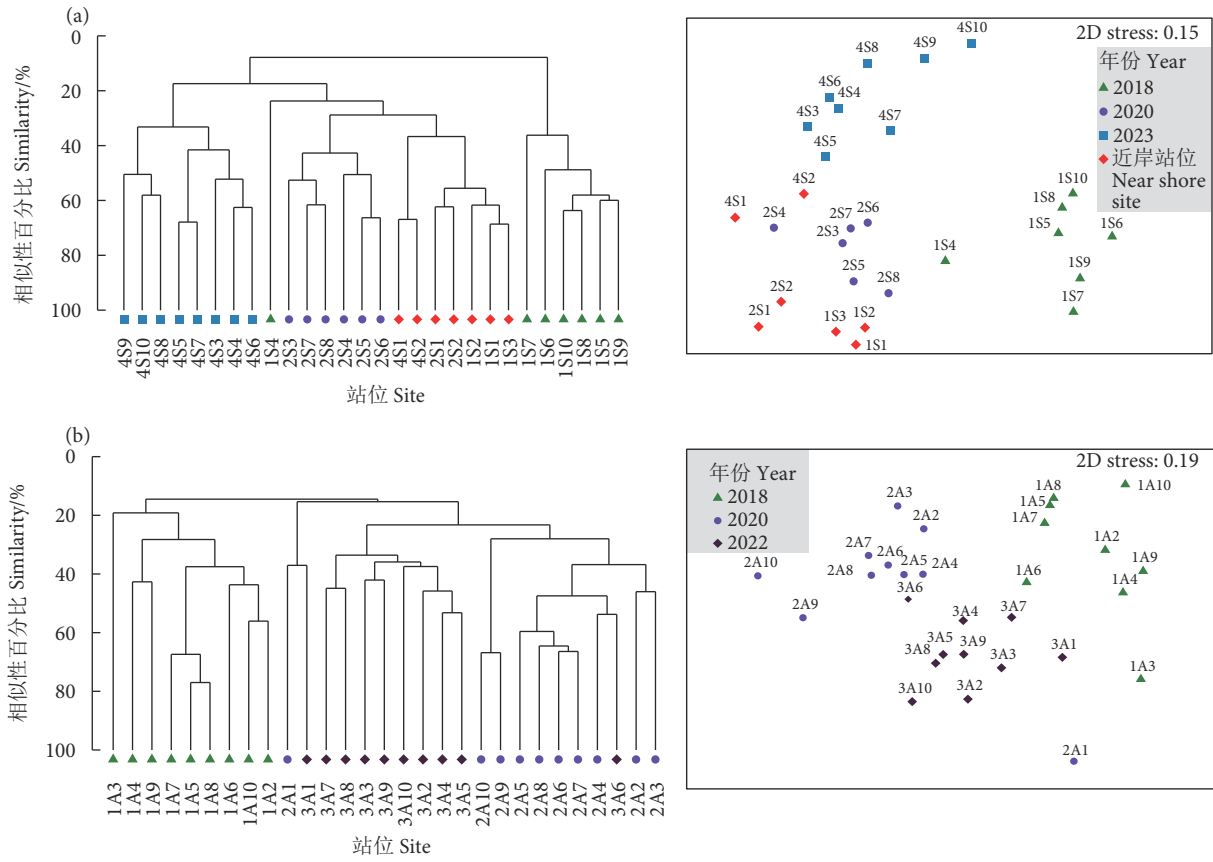 (a)
0
20
40
60
80
100
相似性百分比 Similarity/%
4S9 4S10 4S8 4S5 4S7 4S3 4S4 4S6 1S4 2S3 2S7 2S8 2S4 2S5 2S6 4S1 4S2 2S1 2S2 1S2 1S1 1S3 1S7 1S6 1S10 1S8 1S5 1S9
站位 Site
2D stress: 0.15
年份 Year
2018
2020
2023
近岸站位
Near shore
site
4S10
4S9
4S8
4S6
4S4
4S3
4S7
4S5
4S2
4S1
2S4
2S7
2S6
2S3
2S5
2S8
2S2
2S1
1S3
1S2
1S1
1S4
1S10
1S8
1S5
1S6
1S9
1S7
(b)
0
20
40
60
80
100
相似性百分比 Similarity/%
1A3 1A4 1A9 1A7 1A5 1A8 1A6 1A10 1A2 2A1 3A1 3A7 3A8 3A3 3A9 3A10 3A2 3A4 3A5 2A10 2A9 2A5 2A8 2A6 2A7 2A4 3A6 2A2 2A3
站位 Site
2D stress: 0.19
年份 Year
2018
2020
2022
2A3
2A2
2A7
2A6
2A5
2A4
2A8
2A10
2A9
3A6
3A4
3A7
3A5
3A9
3A8
3A3
3A1
3A10
3A2
2A1
1A8
1A10
1A5
1A7
1A2
1A9
1A6
1A4
1A3